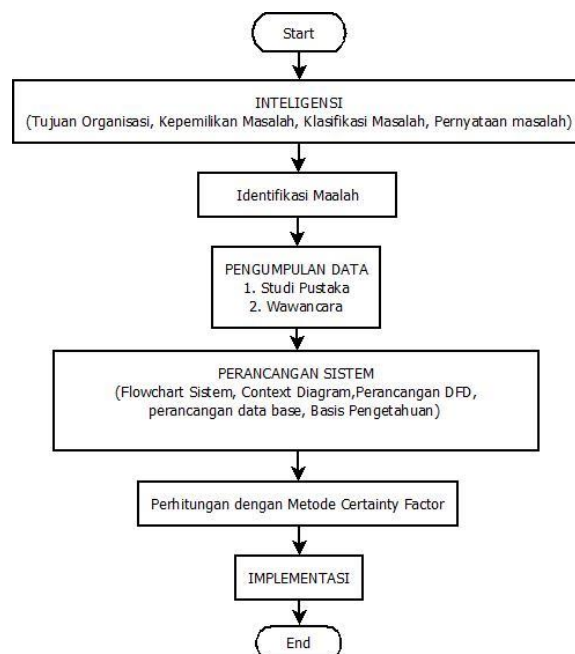 Start
INTELIGENSI
(Tujuan Organisasi, Kepemilikan Masalah, Klasifikasi Masalah, Pernyataan masalah)
Identifikasi Maalah
PENGUMPULAN DATA
1. Studi Pustaka
2. Wawancara
PERANCANGAN SISTEM
(Flowchart Sistem, Context Diagram,Perancangan DFD,
perancangan data base, Basis Pengetahuan)
Perhitungan dengan Metode Certainty Factor
IMPLEMENTASI
End